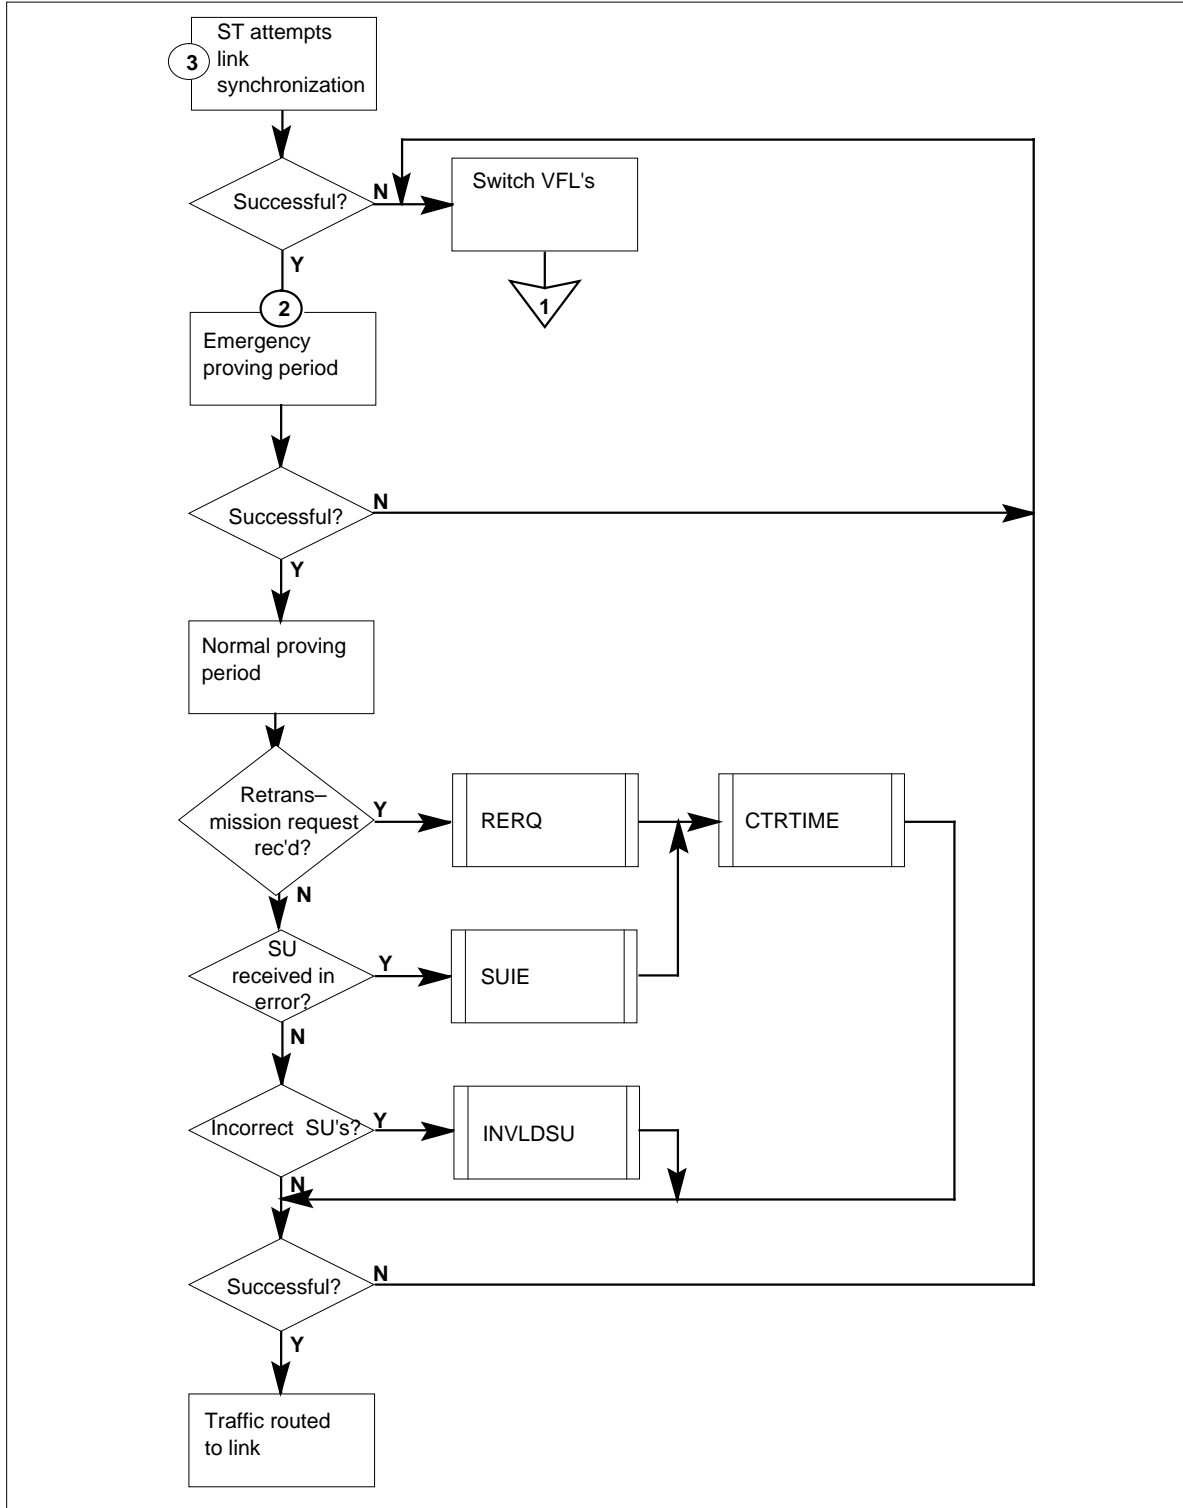 ST attempts
link
synchronization
3
Successful?
N
Switch VFL's
Y
1
2
Emergency
proving period
Successful?
N
Y
Normal proving
period
Retrans–
mission request
rec'd?
Y
RERQ
CTRTIME
N
SU
received in
error?
Y
SUIE
N
Incorrect SU's?
Y
INVLDSU
N
Successful?
N
Y
Traffic routed
to link